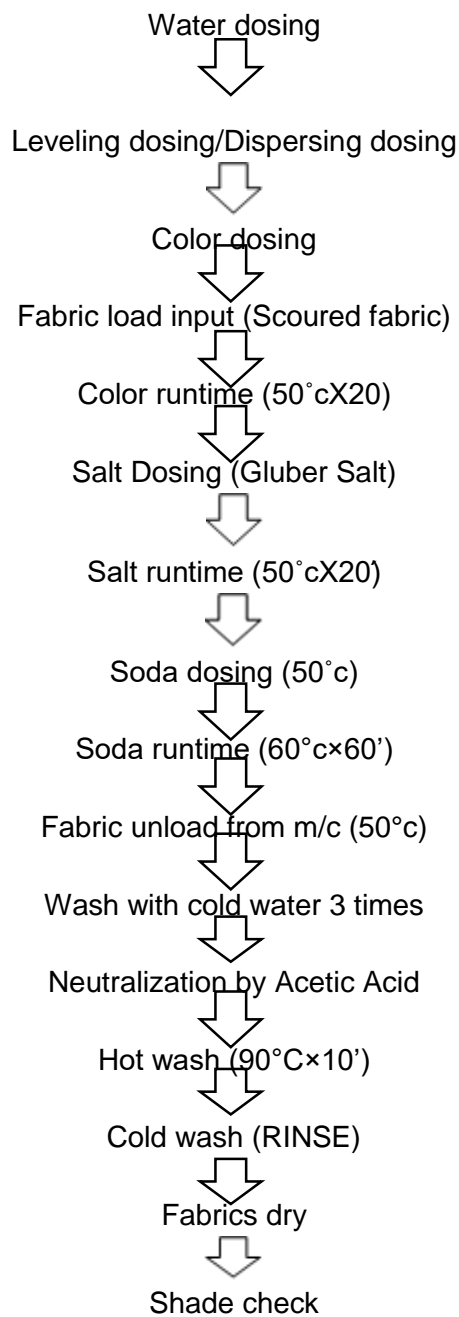 Water dosing
Leveling dosing/Dispersing dosing
Color dosing
Fabric load input (Scoured fabric)
Color runtime (50˚cX20)
Salt Dosing (Gluber Salt)
Salt runtime (50˚cX20')
Soda dosing (50˚c)
Soda runtime (60°c×60’)
Fabric unload from m/c (50°c)
Wash with cold water 3 times
Neutralization by Acetic Acid
Hot wash (90°C×10’)
Cold wash (RINSE)
Fabrics dry
Shade check